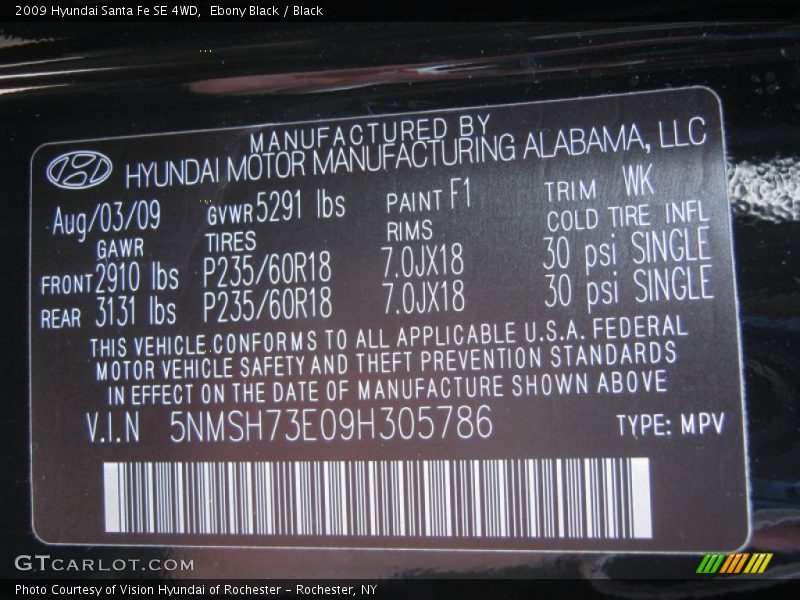 2009 Hyundai Santa Fe SE 4WD, Ebony Black / Black
MANUFACTURED BY
HYUNDAI MOTOR MANUFACTURING ALABAMA, LLC
Aug/03/09 GVWR 5291 lbs PAINT F1 TRIM WK
GAWR TIRES RIMS COLD TIRE INFL
FRONT 2910 lbs P235/60R18 7.0JX18 30 psi SINGLE
REAR 3131 lbs P235/60R18 7.0JX18 30 psi SINGLE
THIS VEHICLE CONFORMS TO ALL APPLICABLE U.S.A. FEDERAL
MOTOR VEHICLE SAFETY AND THEFT PREVENTION STANDARDS
IN EFFECT ON THE DATE OF MANUFACTURE SHOWN ABOVE
V.I.N 5NMSH73E09H305786 TYPE: MPV
GTCARLOT.COM
Photo Courtesy of Vision Hyundai of Rochester - Rochester, NY